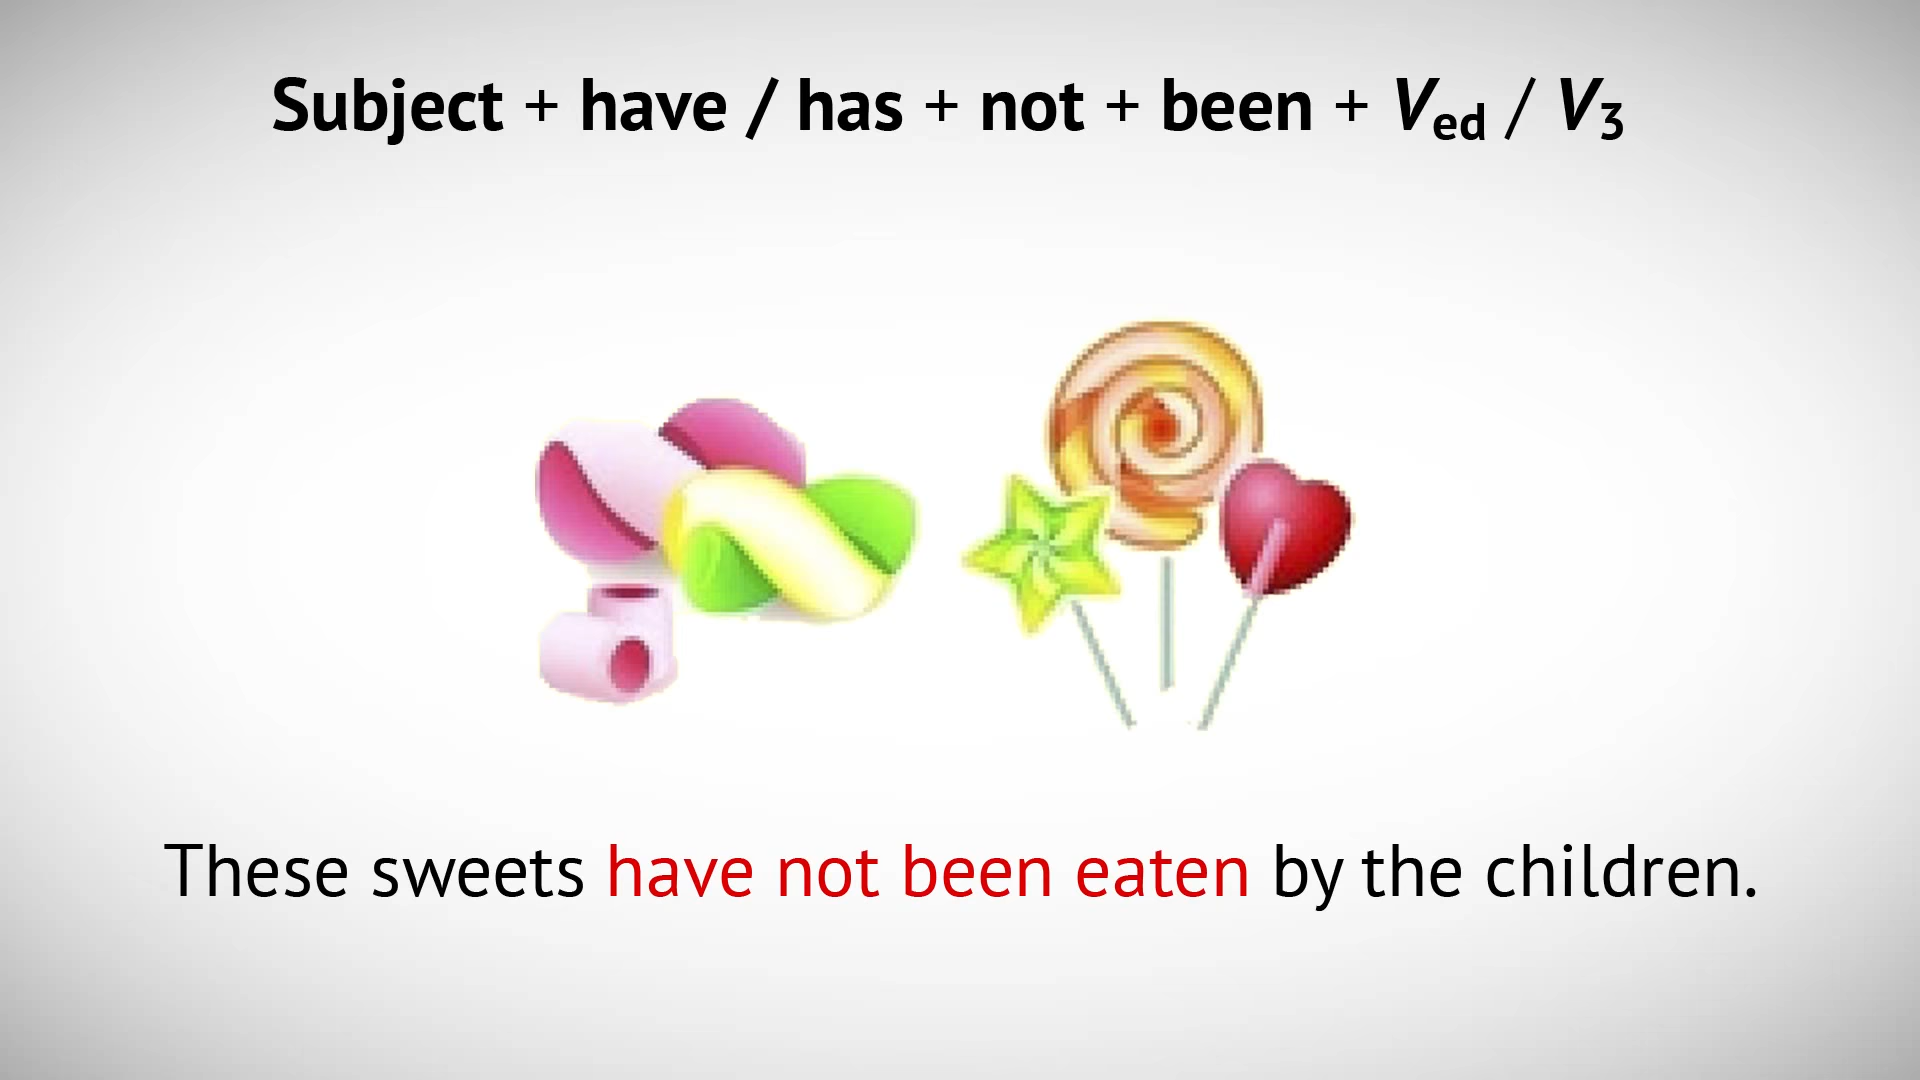 Subject + have / has + not + been + Ved / V3
These sweets have not been eaten by the children.